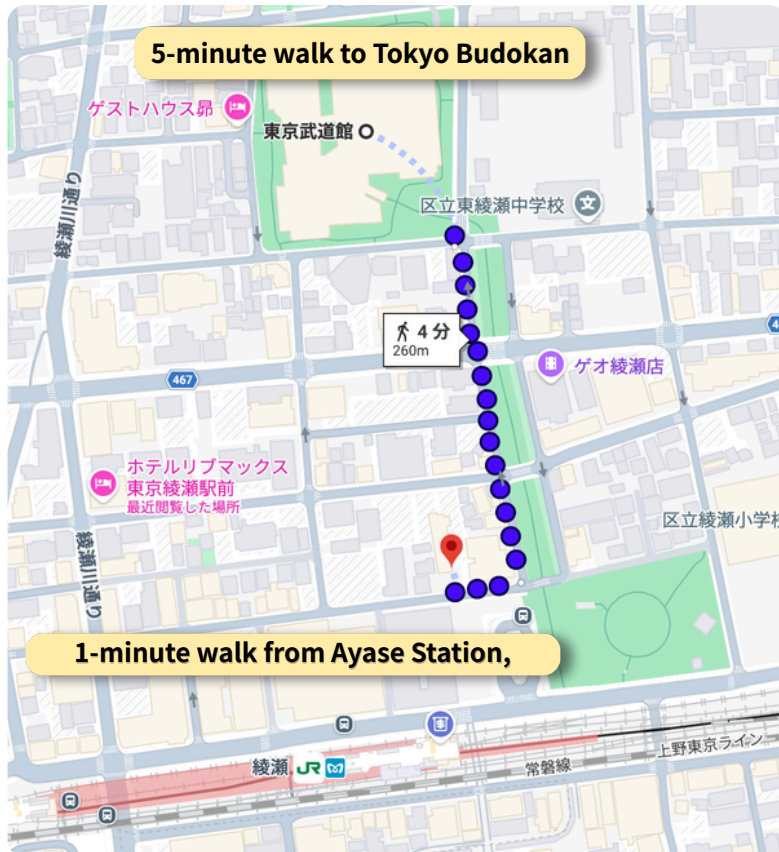 5-minute walk to Tokyo Budokan
ゲストハウス昴
東京武道館
綾瀬川通り
区立東綾瀬中学校
文
4分
260m
467
ゲオ綾瀬店
ホテルリブマックス
東京綾瀬駅前
最近閲覧した場所
区立綾瀬小学校
綾瀬川通り
1-minute walk from Ayase Station,
綾瀬
JR
常磐線
上野東京ライン